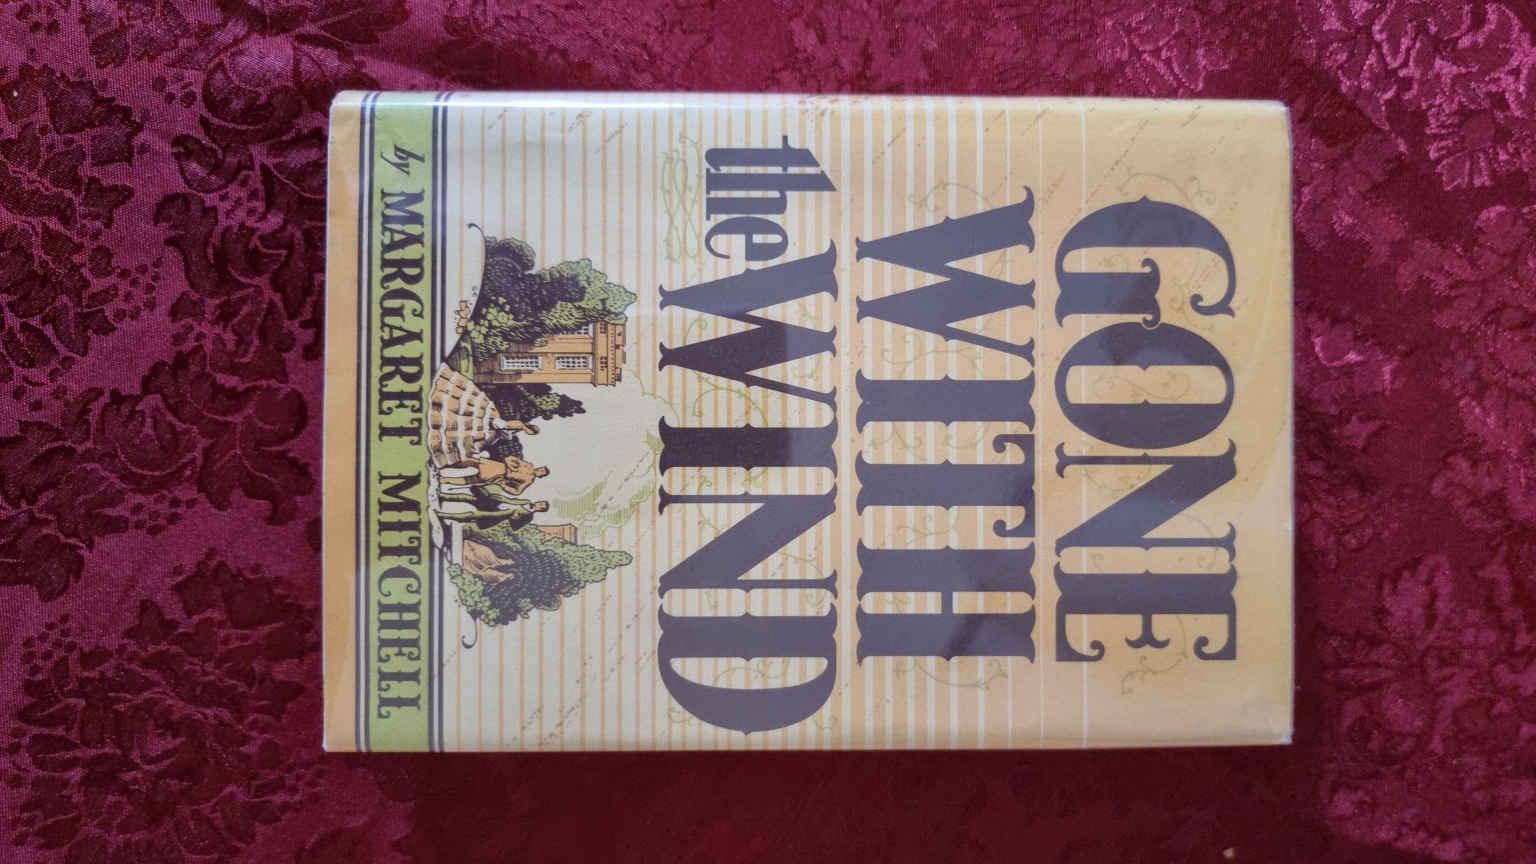 GONE
WITH
the WIND
by MARGARET MITCHELL